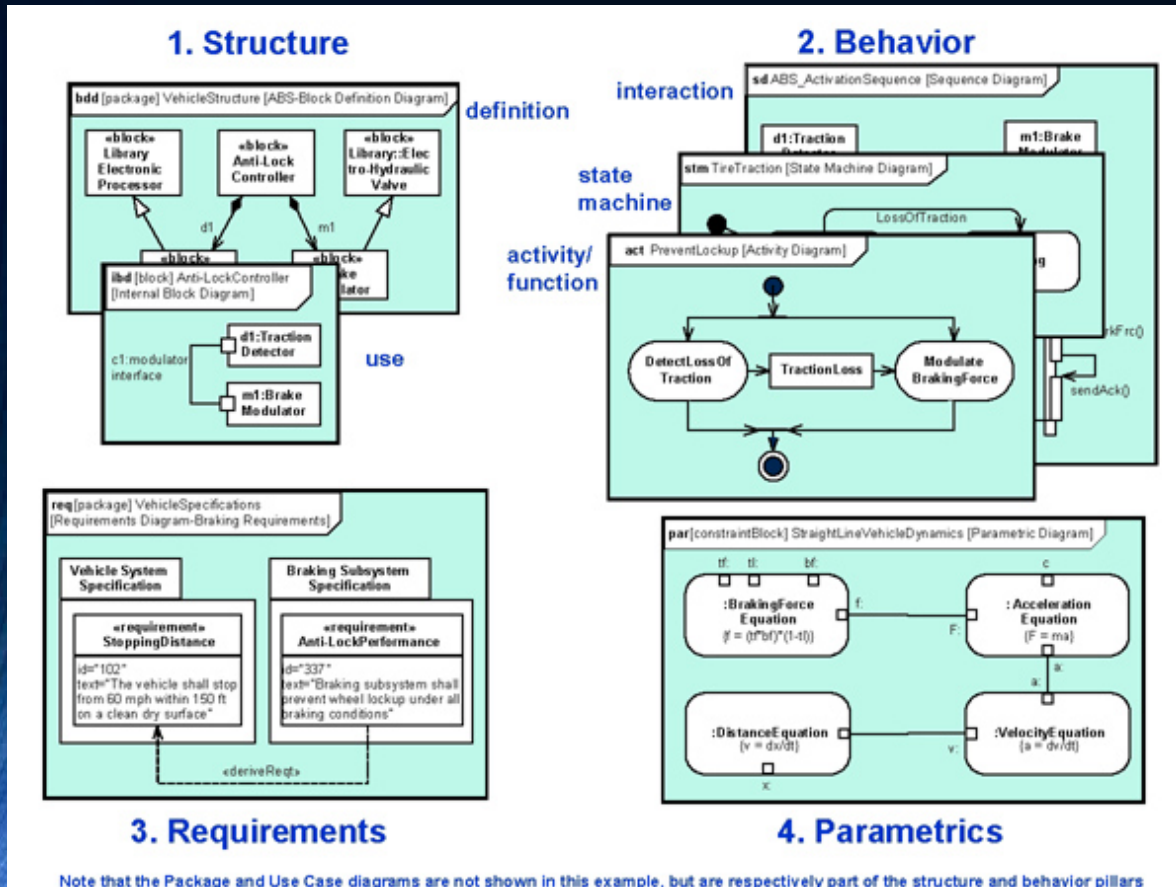 1. Structure
bdd [package] VehicleStructure [ABS-Block Definition Diagram]
definition
«block»
Library
Electronic
Processor
«block»
Anti-Lock
Controller
«block»
Library::Elec
tro-Hydraulic
Valve
d1
m1
«block»
«block»
ibd [block] Anti-LockController
[Internal Block Diagram]
d1:Traction
Detector
c1:modulator
interface
m1:Brake
Modulator
use
2. Behavior
interaction
sd ABS_ActivationSequence [Sequence Diagram]
d1:Traction
Detector
m1:Brake
Modulator
state
machine
stm TireTraction [State Machine Diagram]
LossOfTraction
activity/
function
act PreventLockup [Activity Diagram]
DetectLossOf
Traction
TractionLoss
Modulate
BrakingForce
sendAck()
req [package] VehicleSpecifications
[Requirements Diagram-Braking Requirements]
Vehicle System
Specification
«requirement»
StoppingDistance
id="102"
text="The vehicle shall stop
from 60 mph within 150 ft
on a clean dry surface"
Braking Subsystem
Specification
«requirement»
Anti-LockPerformance
id="337"
text="Braking subsystem shall
prevent wheel lockup under all
braking conditions"
«deriveReqt»
3. Requirements
par [constraintBlock] StraightLineVehicleDynamics [Parametric Diagram]
tf: tl: bf:
:BrakingForce
Equation
{f = (tf*bf)*(1-tl)}
f:
c
F:
: Acceleration
Equation
{F = ma}
a:
a:
:DistanceEquation
{v = dx/dt}
x:
v:
:VelocityEquation
{a = dv/dt}
4. Parametrics
Note that the Package and Use Case diagrams are not shown in this example, but are respectively part of the structure and behavior pillars